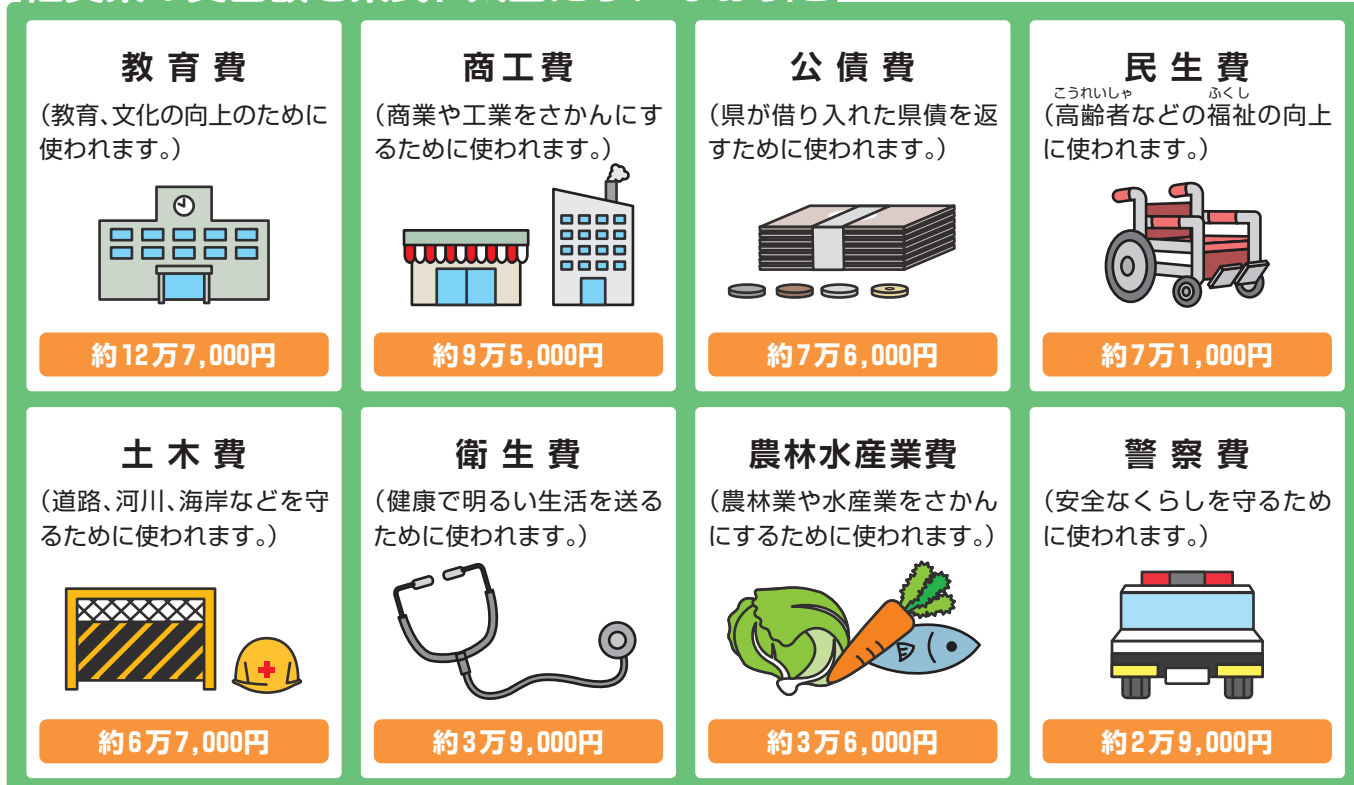 教育費
（教育、文化の向上のために
使われます。）
約12万7,000円
商工費
（商業や工業をさかんにす
るために使われます。）
約9万5,000円
公債費
（県が借り入れた県債を返
すために使われます。）
約7万6,000円
民生費
こうれいしゃ ふくし
（高齢者などの福祉の向上
に使われます。）
約7万1,000円
土木費
（道路、河川、海岸などを守
るために使われます。）
約6万7,000円
衛生費
（健康で明るい生活を送る
ために使われます。）
約3万9,000円
農林水産業費
（農林業や水産業をさかん
にするために使われます。）
約3万6,000円
警察費
（安全なくらしを守るため
に使われます。）
約2万9,000円